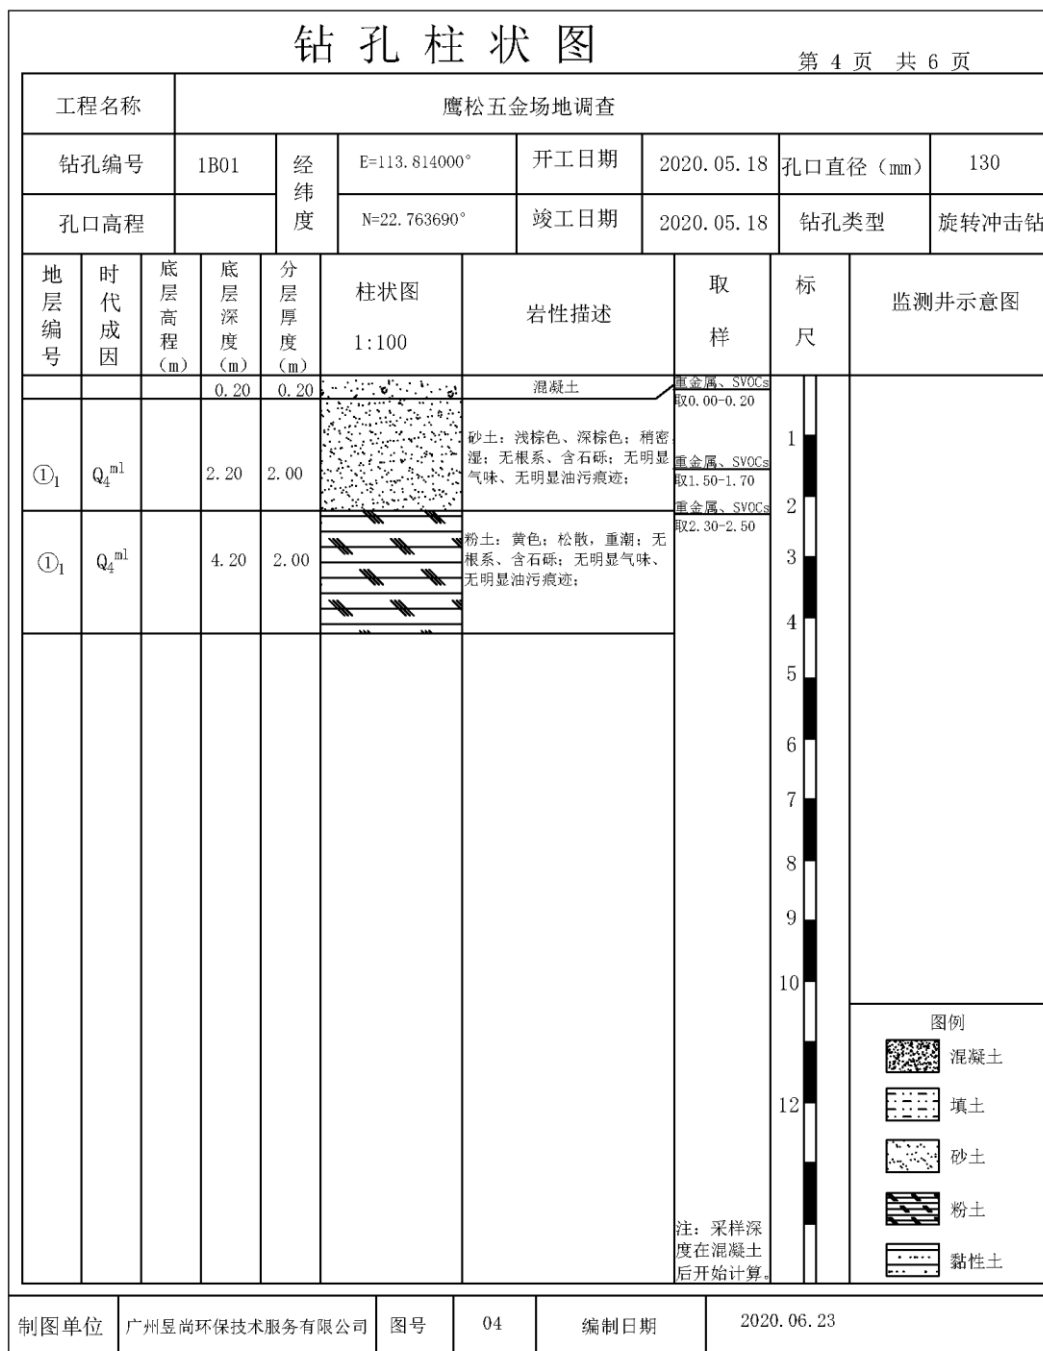 钻孔柱状图
第 4 页 共 6 页
工程名称
鹰松五金场地调查
钻孔编号
1B01
经纬度
E=113.814000°
开工日期
2020.05.18
孔口直径（mm）
130
孔口高程
N=22.763690°
竣工日期
2020.05.18
钻孔类型
旋转冲击钻
地层编号
时代成因
底层高程（m）
底层深度（m）
分层厚度（m）
柱状图
1:100
岩性描述
取样
标尺
监测井示意图
0.20
0.20
混凝土
重金属、SVOCs
取0.00-0.20
①1
Q4ml
2.20
2.00
砂土：浅棕色、深棕色；稍密，
湿；无根系、含石砾；无明显
气味、无明显油污痕迹；
重金属、SVOCs
取1.50-1.70
重金属、SVOCs
取2.30-2.50
①1
Q4ml
4.20
2.00
粉土：黄色；松散，重潮；无
根系、含石砾；无明显气味、
无明显油污痕迹；
1
2
3
4
5
6
7
8
9
10
12
注：采样深
度在混凝土
后开始计算。
图例
混凝土
填土
砂土
粉土
黏性土
制图单位
广州昱尚环保技术服务有限公司
图号
04
编制日期
2020.06.23